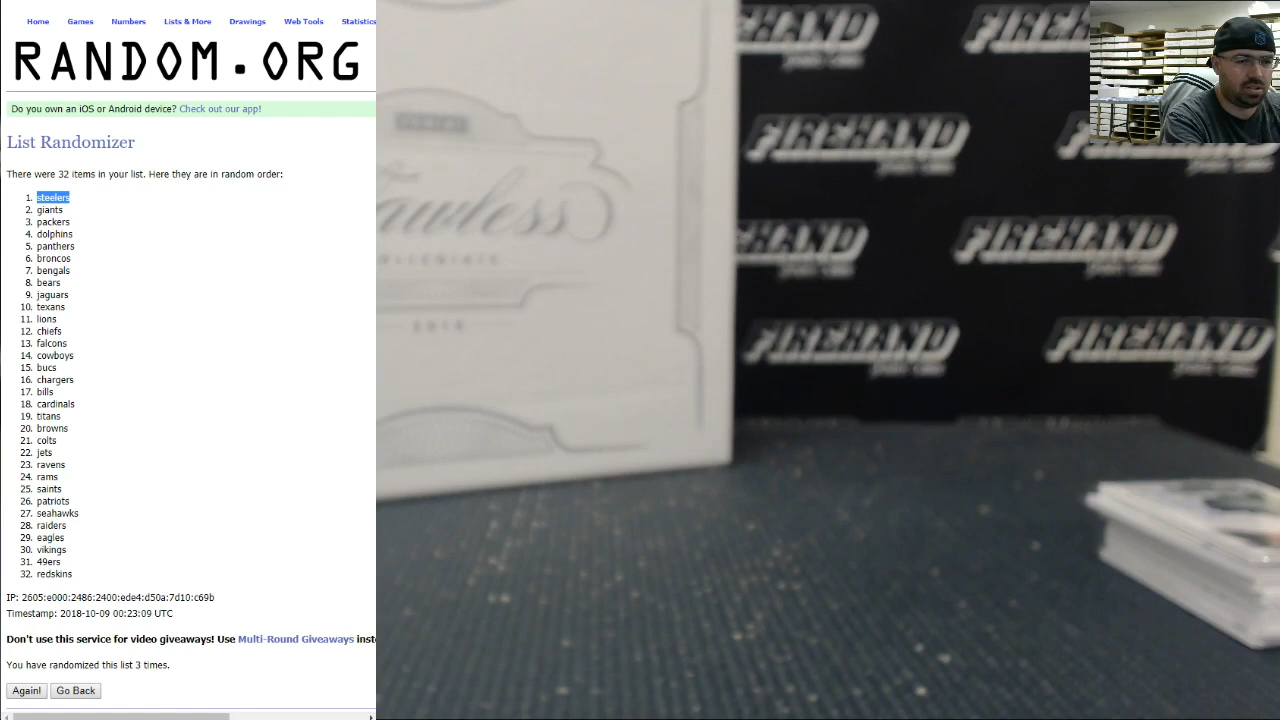 Home Games Numbers Lists & More Drawings Web Tools Statistics
RANDOM.ORG
Do you own an iOS or Android device? Check out our app!
List Randomizer
There were 32 items in your list. Here they are in random order:
1. steelers
2. giants
3. packers
4. dolphins
5. panthers
6. broncos
7. bengals
8. bears
9. jaguars
10. texans
11. lions
12. chiefs
13. falcons
14. cowboys
15. bucs
16. chargers
17. bills
18. cardinals
19. titans
20. browns
21. colts
22. jets
23. ravens
24. rams
25. saints
26. patriots
27. seahawks
28. raiders
29. eagles
30. vikings
31. 49ers
32. redskins
IP: 2605:e000:2486:2400:ede4:d50a:7d10:c69b
Timestamp: 2018-10-09 00:23:09 UTC
Don't use this service for video giveaways! Use Multi-Round Giveaways inste
You have randomized this list 3 times.
Again! Go Back
PANINI
awless
COLLEGIATE
2018
FIREHAND
FIREHAND
FIREHAND
FIREHAND
FIREHAND